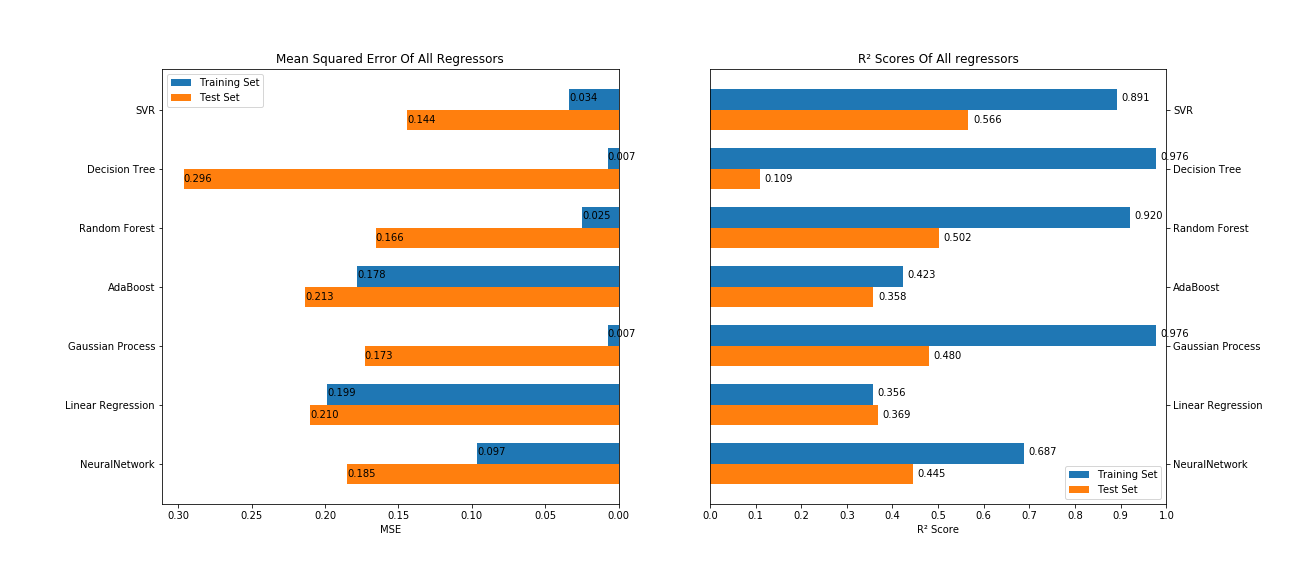 Mean Squared Error Of All Regressors
Training Set
Test Set
SVR
0.034
0.144
Decision Tree
0.007
0.296
Random Forest
0.025
0.166
AdaBoost
0.178
0.213
Gaussian Process
0.007
0.173
Linear Regression
0.199
0.210
NeuralNetwork
0.097
0.185
0.30 0.25 0.20 0.15 0.10 0.05 0.00
MSE
R² Scores Of All regressors
0.891
SVR
0.566
0.976
Decision Tree
0.109
0.920
Random Forest
0.502
0.423
AdaBoost
0.358
0.976
Gaussian Process
0.480
0.356
Linear Regression
0.369
0.687
NeuralNetwork
0.445
Training Set
Test Set
0.0 0.1 0.2 0.3 0.4 0.5 0.6 0.7 0.8 0.9 1.0
R² Score